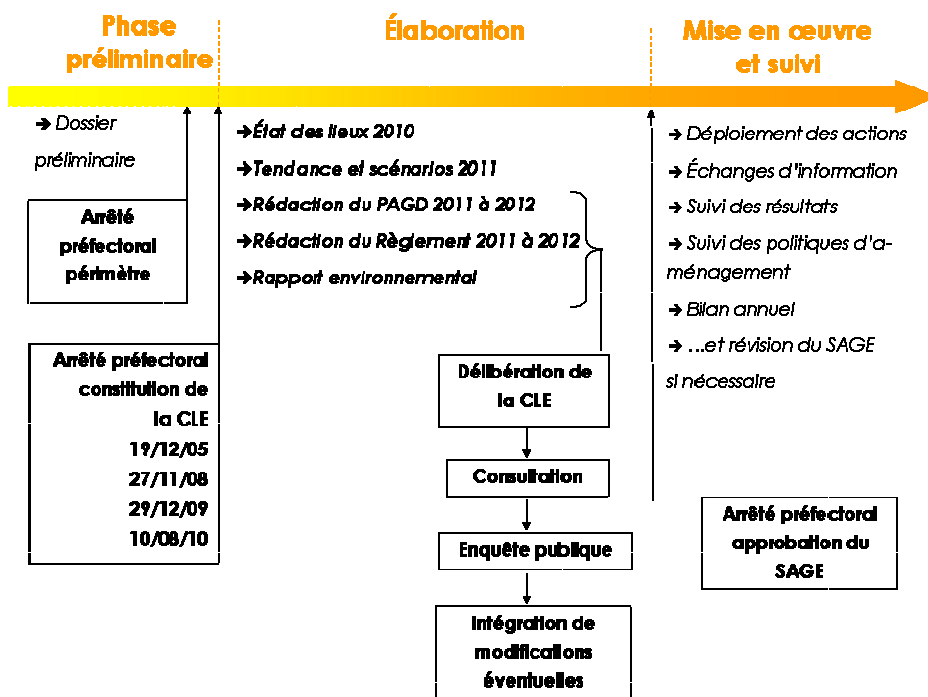 Phase
préliminaire
Élaboration
Mise en œuvre
et suivi
➔ Dossier
préliminaire
Arrêté
préfectoral
périmètre
Arrêté préfectoral
constitution de
la CLE
19/12/05
27/11/08
29/12/09
10/08/10
➔État des lieux 2010
➔Tendance et scénarios 2011
➔Rédaction du PAGD 2011 à 2012
➔Rédaction du Règlement 2011 à 2012
➔Rapport environnemental
Délibération de
la CLE
Consultation
Enquête publique
Intégration de
modifications
éventuelles
➔ Déploiement des actions
➔ Échanges d'information
➔ Suivi des résultats
➔ Suivi des politiques d'a-
ménagement
➔ Bilan annuel
➔ ...et révision du SAGE
si nécessaire
Arrêté préfectoral
approbation du
SAGE